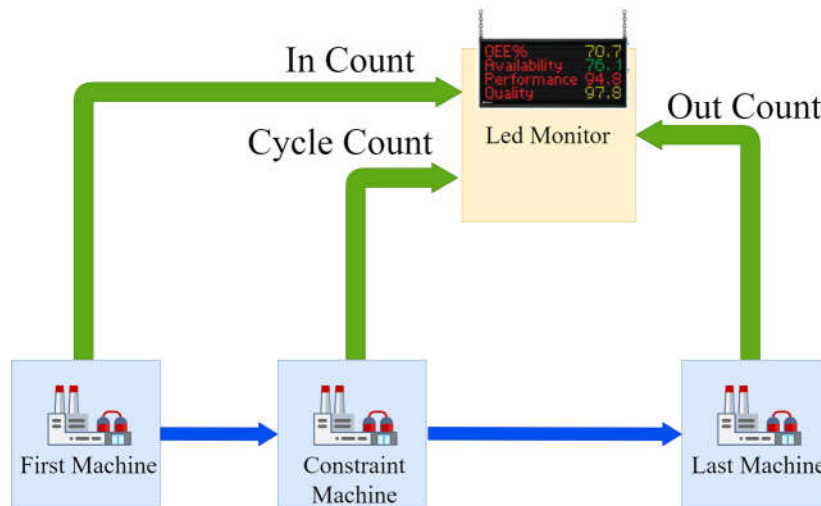 In Count
OEE% 70.7
Availability 76.1
Performance 94.8
Quality 97.8
Out Count
Led Monitor
Cycle Count
First Machine
Constraint
Machine
Last Machine